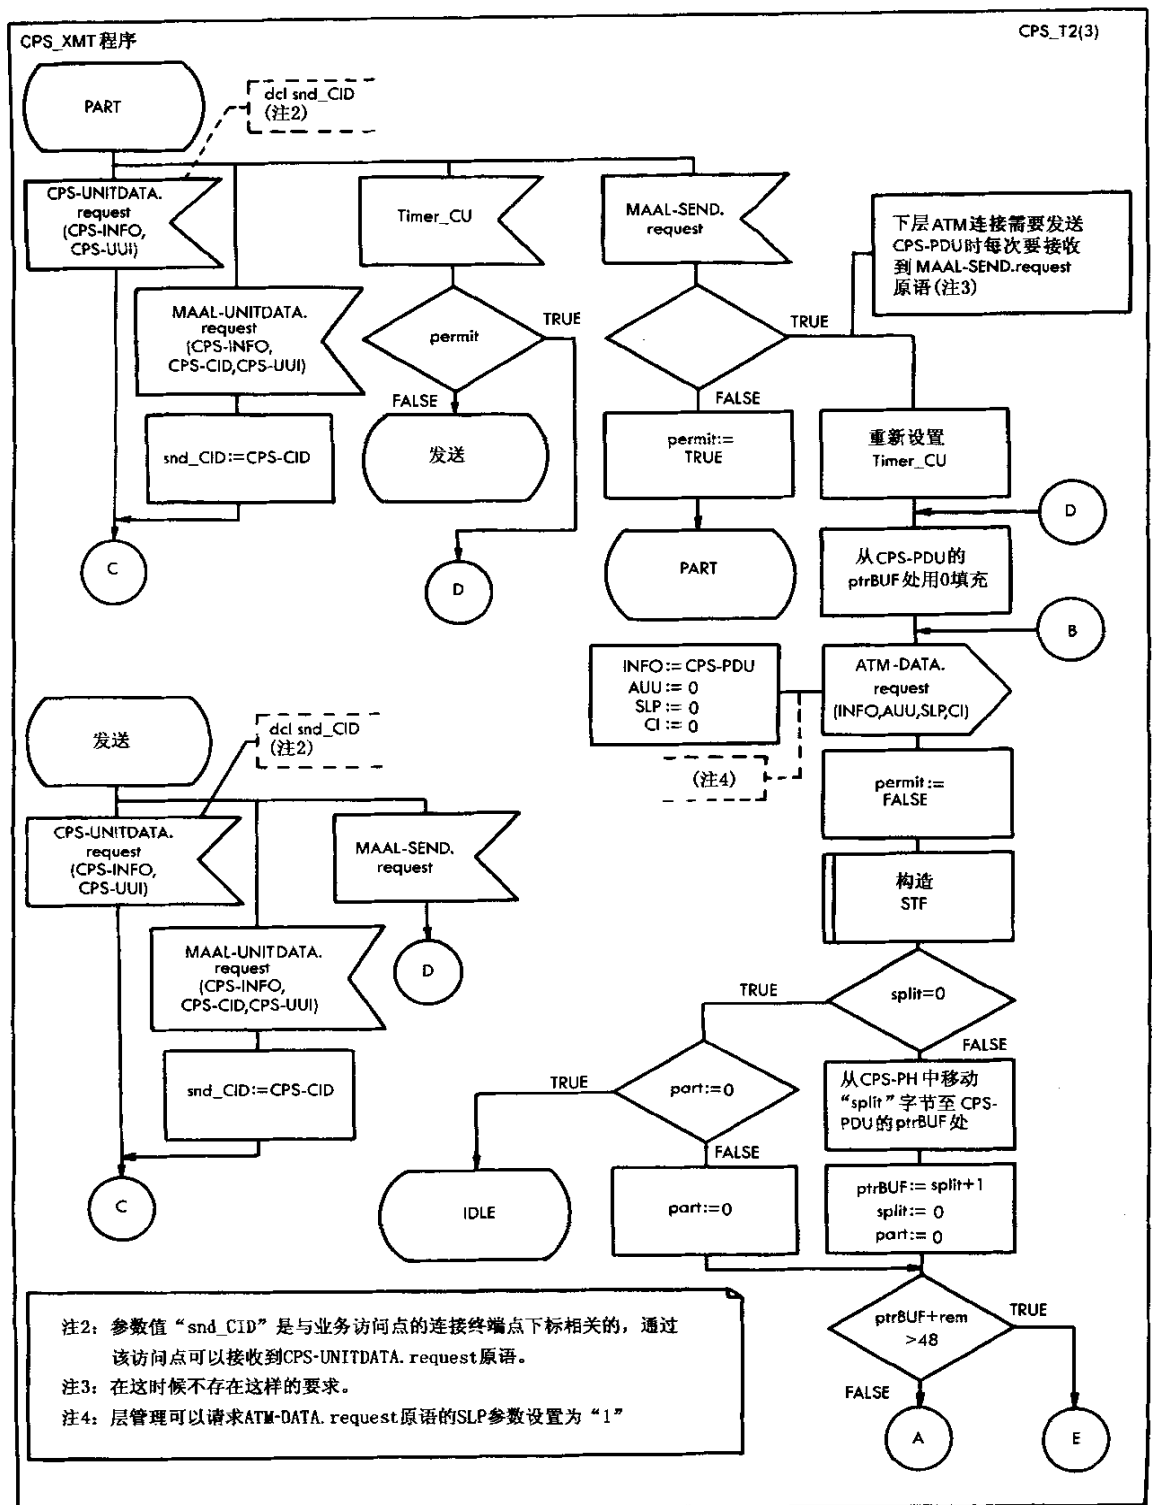 CPS_XMT程序
CPS_T2(3)
PART
dcl snd_CID
(注2)
CPS-UNITDATA.
request
(CPS-INFO,
CPS-UUI)
Timer_CU
MAAL-SEND.
request
下层ATM连接需要发送
CPS-PDU时每次要接收
到MAAL-SEND.request
原语(注3)
MAAL-UNITDATA.
request
(CPS-INFO,
CPS-CID,CPS-UUI)
permit
TRUE
TRUE
FALSE
FALSE
snd_CID:=CPS-CID
发送
permit:=
TRUE
重新设置
Timer_CU
D
C
D
PART
从CPS-PDU的
ptrBUF处用0填充
B
INFO:= CPS-PDU
AUU:= 0
SLP:= 0
CI:= 0
ATM-DATA.
request
(INFO,AUU,SLP,CI)
发送
dcl snd_CID
(注2)
(注4)
permit:=
FALSE
CPS-UNITDATA.
request
(CPS-INFO,
CPS-UUI)
MAAL-SEND.
request
构造
STF
MAAL-UNITDATA.
request
(CPS-INFO,
CPS-CID,CPS-UUI)
D
TRUE
split=0
FALSE
snd_CID:=CPS-CID
TRUE
part:=0
从CPS-PH中移动
“split”字节至CPS-
PDU的ptrBUF处
FALSE
C
IDLE
part:=0
ptrBUF:= split+1
split:= 0
part:= 0
ptrBUF+rem
>48
TRUE
FALSE
A
E
注2：参数值“snd_CID”是与业务访问点的连接终端点下标相关的，通过
该访问点可以接收到CPS-UNITDATA.request原语。
注3：在这时候不存在这样的要求。
注4：层管理可以请求ATM-DATA.request原语的SLP参数设置为“1”